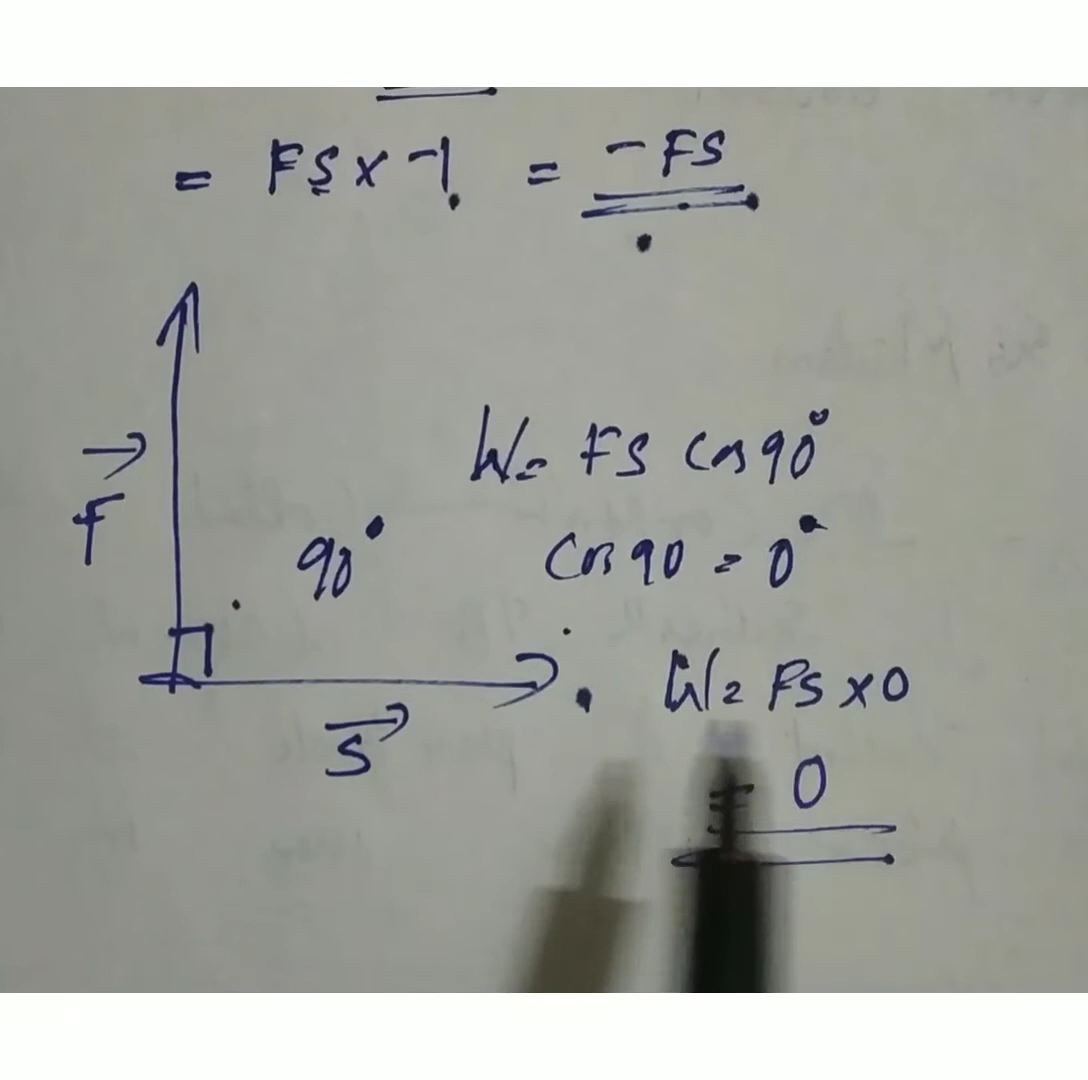 = FS x -1 = -FS
W= FS Cos 90°
F
90°
Cos 90 = 0°
W= FS x 0
S
= 0